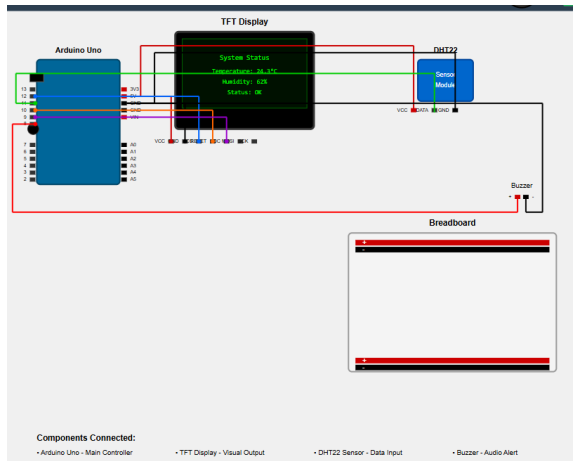 TFT Display
Arduino Uno
DHT22
System Status
Temperature: 24.3°C
Humidity: 62%
Status: OK
Sensor
Module
13
12
11
10
9
8
7
6
5
4
3
2
3V3
5V
GND
GND
VIN
A0
A1
A2
A3
A4
A5
VCC
VCC DATA GND
Buzzer
+ -
Breadboard
+
-
+
-
Components Connected:
• Arduino Uno - Main Controller
• TFT Display - Visual Output
• DHT22 Sensor - Data Input
• Buzzer - Audio Alert